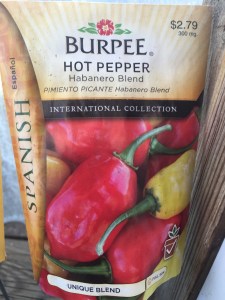 $2.79
300 mg.
BURPEE®
HOT PEPPER
Habanero Blend
PIMIENTO PICANTE Habanero Blend
INTERNATIONAL COLLECTION
Español
SPANISH
UNIQUE BLEND